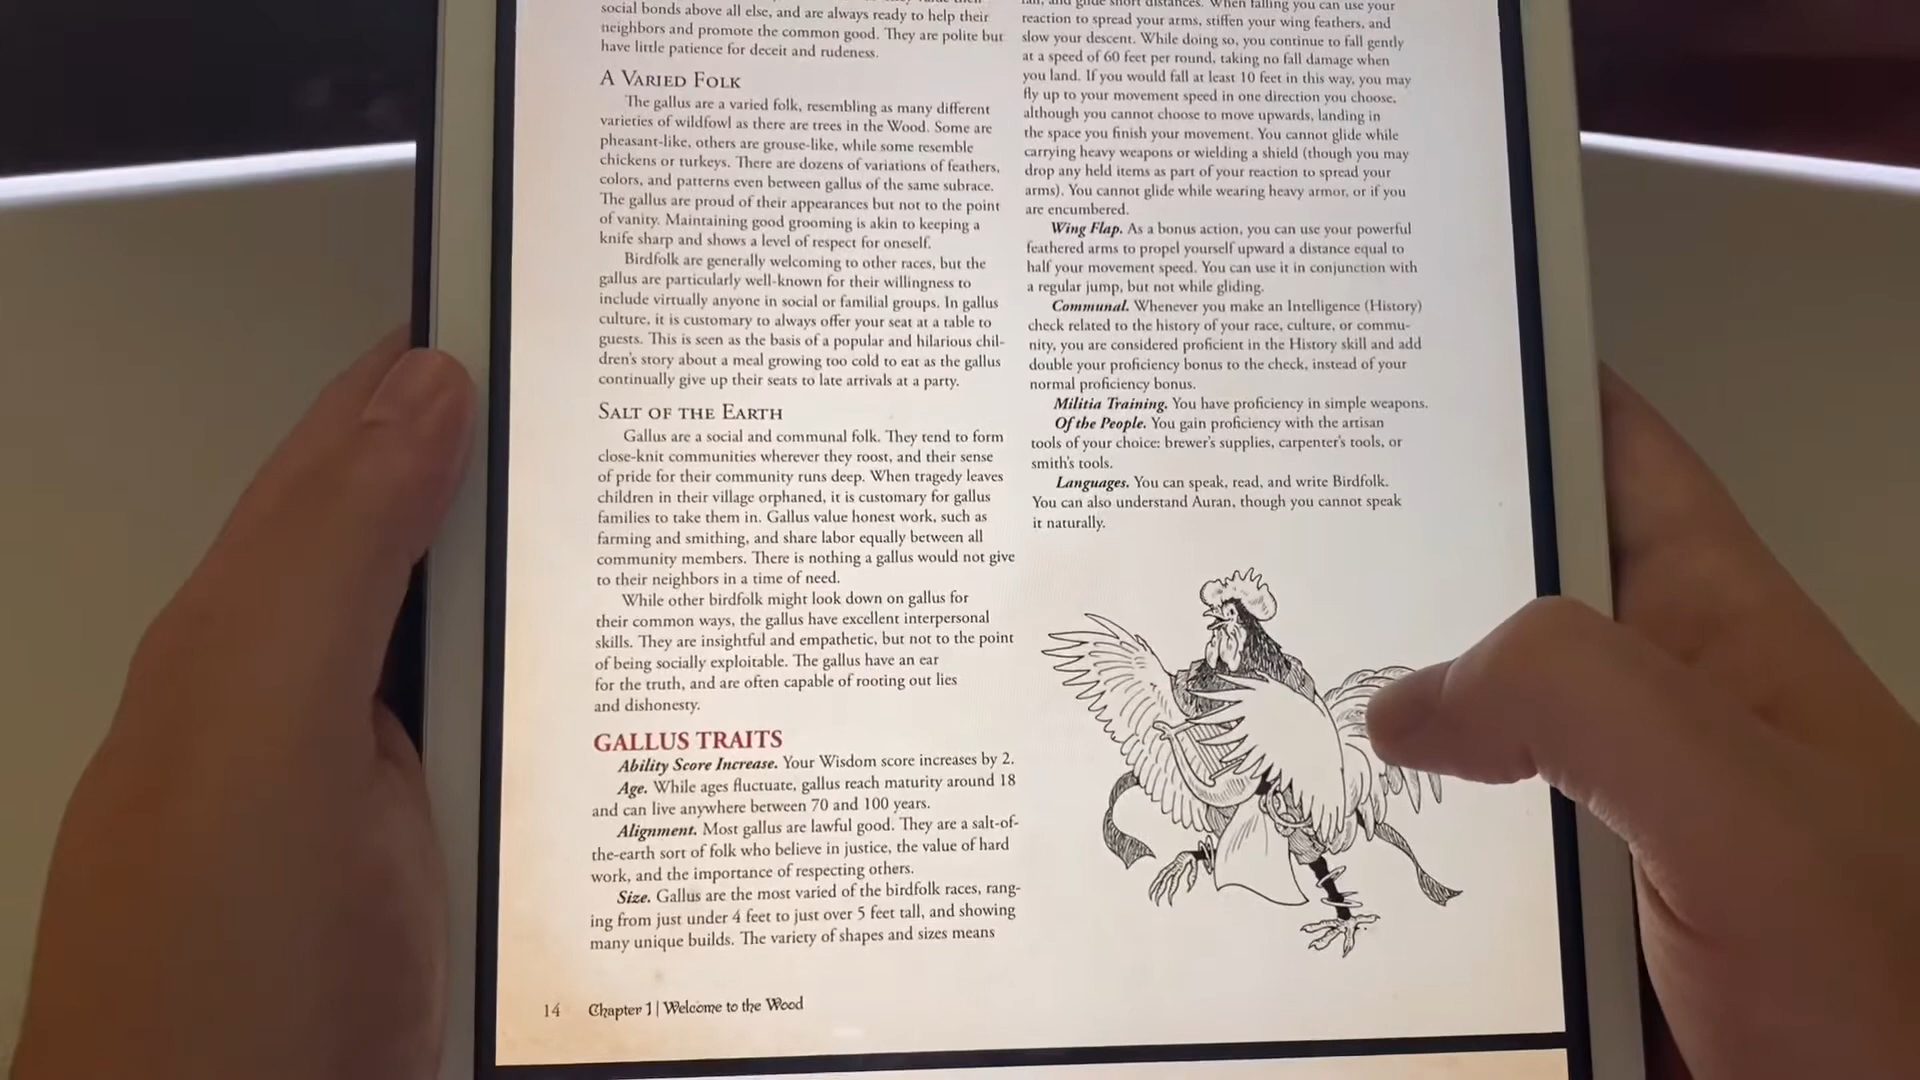 social bonds above all else, and are always ready to help their
neighbors and promote the common good. They are polite but
have little patience for deceit and rudeness.
A Varied Folk
The gallus are a varied folk, resembling as many different
varieties of wildfowl as there are trees in the Wood. Some are
pheasant-like, others are grouse-like, while some resemble
chickens or turkeys. There are dozens of variations of feathers,
colors, and patterns even between gallus of the same subrace.
The gallus are proud of their appearances but not to the point
of vanity. Maintaining good grooming is akin to keeping a
knife sharp and shows a level of respect for oneself.
Birdfolk are generally welcoming to other races, but the
gallus are particularly well-known for their willingness to
include virtually anyone in social or familial groups. In gallus
culture, it is customary to always offer your seat at a table to
guests. This is seen as the basis of a popular and hilarious chil-
dren's story about a meal growing too cold to eat as the gallus
continually give up their seats to late arrivals at a party.
Salt of the Earth
Gallus are a social and communal folk. They tend to form
close-knit communities wherever they roost, and their sense
of pride for their community runs deep. When tragedy leaves
children in their village orphaned, it is customary for gallus
families to take them in. Gallus value honest work, such as
farming and smithing, and share labor equally between all
community members. There is nothing a gallus would not give
to their neighbors in a time of need.
While other birdfolk might look down on gallus for
their common ways, the gallus have excellent interpersonal
skills. They are insightful and empathetic, but not to the point
of being socially exploitable. The gallus have an ear
for the truth, and are often capable of rooting out lies
and dishonesty.
GALLUS TRAITS
Ability Score Increase. Your Wisdom score increases by 2.
Age. While ages fluctuate, gallus reach maturity around 18
and can live anywhere between 70 and 100 years.
Alignment. Most gallus are lawful good. They are a salt-of-
the-earth sort of folk who believe in justice, the value of hard
work, and the importance of respecting others.
Size. Gallus are the most varied of the birdfolk races, rang-
ing from just under 4 feet to just over 5 feet tall, and showing
many unique builds. The variety of shapes and sizes means
and glide short distances. When falling you can use your
reaction to spread your arms, stiffen your wing feathers, and
slow your descent. While doing so, you continue to fall gently
at a speed of 60 feet per round, taking no fall damage when
you land. If you would fall at least 10 feet in this way, you may
fly up to your movement speed in one direction you choose,
although you cannot choose to move upwards, landing in
the space you finish your movement. You cannot glide while
carrying heavy weapons or wielding a shield (though you may
drop any held items as part of your reaction to spread your
arms). You cannot glide while wearing heavy armor, or if you
are encumbered.
Wing Flap. As a bonus action, you can use your powerful
feathered arms to propel yourself upward a distance equal to
half your movement speed. You can use it in conjunction with
a regular jump, but not while gliding.
Communal. Whenever you make an Intelligence (History)
check related to the history of your race, culture, or commu-
nity, you are considered proficient in the History skill and add
double your proficiency bonus to the check, instead of your
normal proficiency bonus.
Militia Training. You have proficiency in simple weapons.
Of the People. You gain proficiency with the artisan
tools of your choice: brewer's supplies, carpenter's tools, or
smith's tools.
Languages. You can speak, read, and write Birdfolk.
You can also understand Auran, though you cannot speak
it naturally.
14 Chapter 1 | Welcome to the Wood